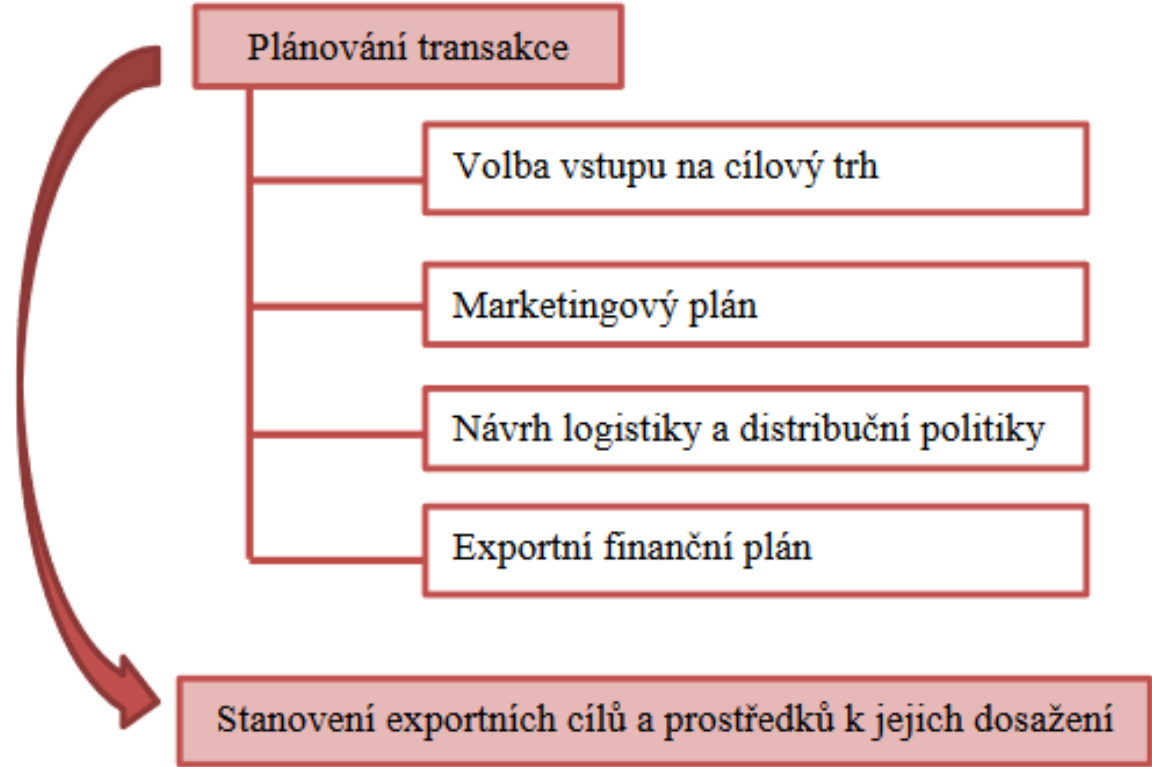 Plánování transakce
Volba vstupu na cílový trh
Marketingový plán
Návrh logistiky a distribuční politiky
Exportní finanční plán
Stanovení exportních cílů a prostředků k jejich dosažení